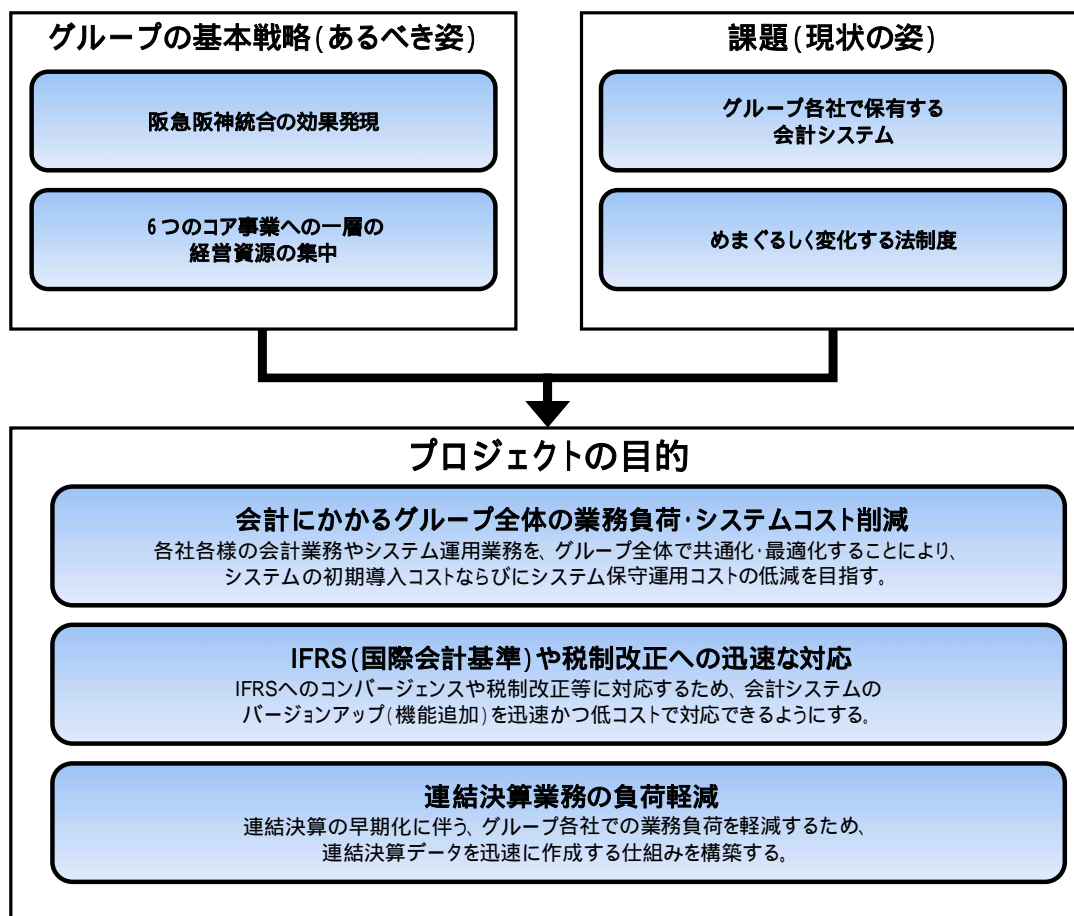 グループの基本戦略(あるべき姿)
阪急阪神統合の効果発現
6つのコア事業への一層の
経営資源の集中
課題(現状の姿)
グループ各社で保有する
会計システム
めまぐるしく変化する法制度
プロジェクトの目的
会計にかかるグループ全体の業務負荷・システムコスト削減
各社各様の会計業務やシステム運用業務を、グループ全体で共通化・最適化することにより、
システムの初期導入コストならびにシステム保守運用コストの低減を目指す。
IFRS(国際会計基準)や税制改正への迅速な対応
IFRSへのコンバージェンスや税制改正等に対応するため、会計システムの
バージョンアップ(機能追加)を迅速かつ低コストで対応できるようにする。
連結決算業務の負荷軽減
連結決算の早期化に伴う、グループ各社での業務負荷を軽減するため、
連結決算データを迅速に作成する仕組みを構築する。